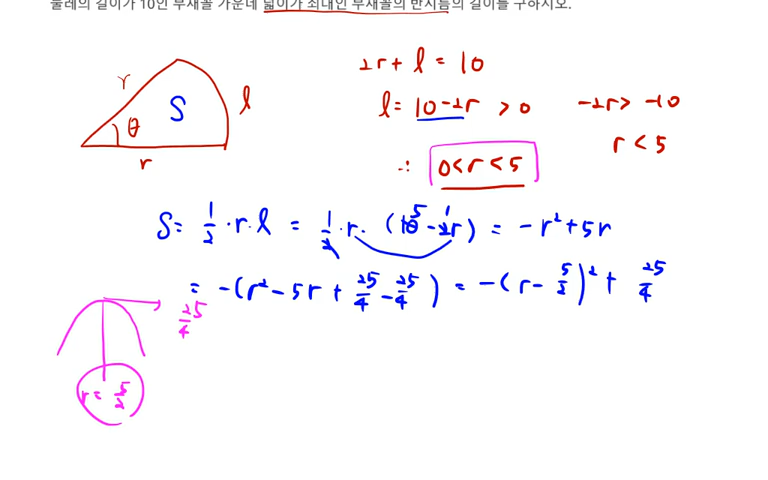 둘레의 길이가 10인 부채꼴 가운데 넓이가 최대인 부채꼴의 반지름의 길이를 구하시오.
2r + l = 10
l = 10-2r > 0   -2r > -10
r < 5
∴ 0<r<5
r
S
l
θ
r
S = 1/2 · r · l = 1/2 · r · (10 5 - 2 1 r) = -r² + 5r
= -(r² - 5r + 25/4 - 25/4) = -(r - 5/2)² + 25/4
25/4
r = 5/2